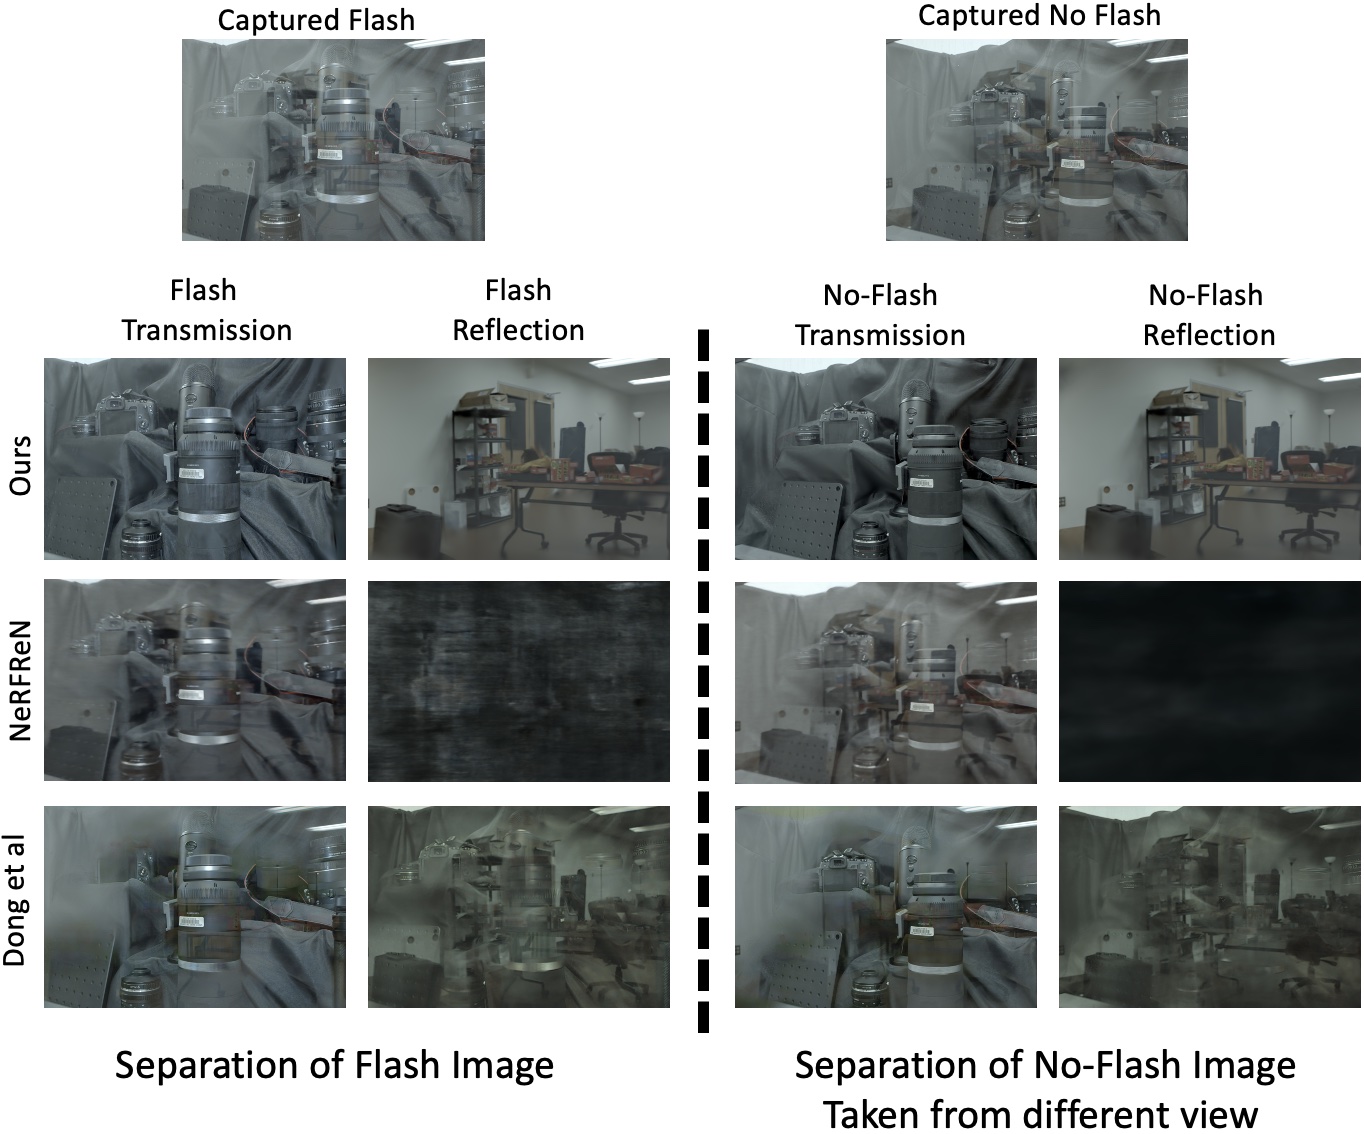 Captured Flash
Captured No Flash
Flash
Transmission
Flash
Reflection
No-Flash
Transmission
No-Flash
Reflection
Ours
NeRFReN
Dong et al
Separation of Flash Image
Separation of No-Flash Image
Taken from different view